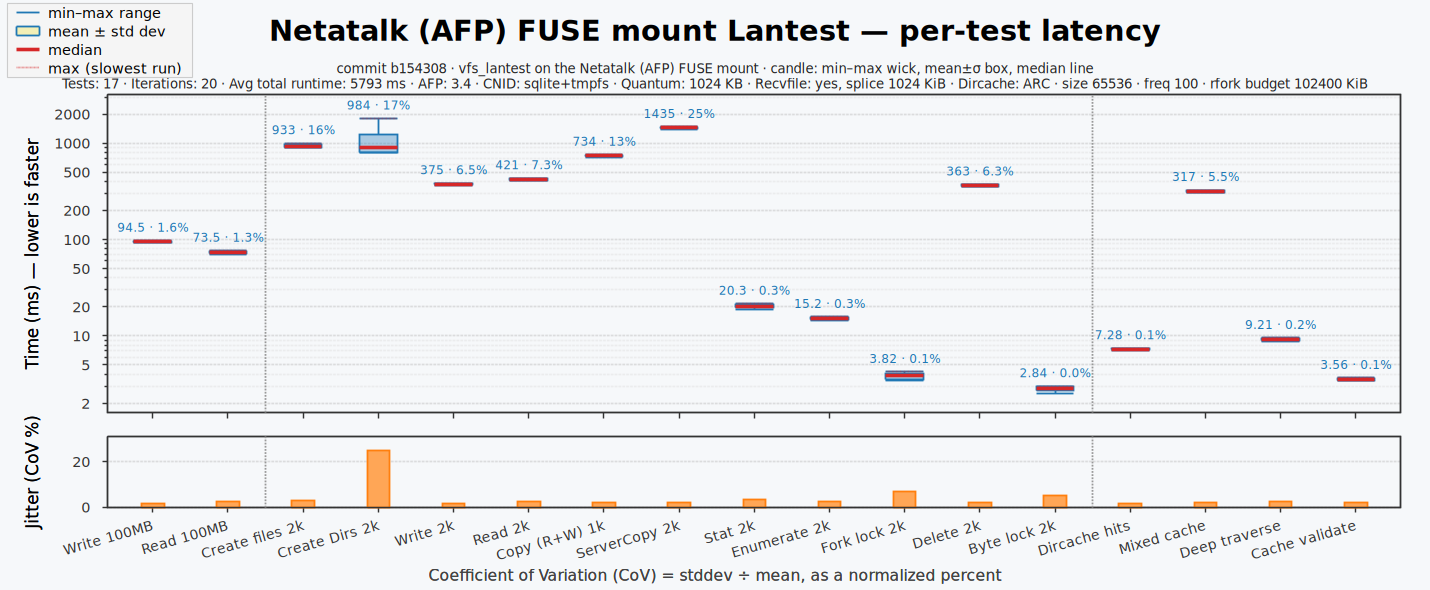 min–max range
mean ± std dev
median
max (slowest run)
Netatalk (AFP) FUSE mount Lantest — per-test latency
commit b154308 · vfs_lantest on the Netatalk (AFP) FUSE mount · candle: min–max wick, mean±σ box, median line
Tests: 17 · Iterations: 20 · Avg total runtime: 5793 ms · AFP: 3.4 · CNID: sqlite+tmpfs · Quantum: 1024 KB · Recvfile: yes, splice 1024 KiB · Dircache: ARC · size 65536 · freq 100 · rfork budget 102400 KiB
Time (ms) — lower is faster
2000
1000
500
200
100
50
20
10
5
2
94.5 · 1.6%
73.5 · 1.3%
933 · 16%
984 · 17%
375 · 6.5%
421 · 7.3%
734 · 13%
1435 · 25%
20.3 · 0.3%
15.2 · 0.3%
3.82 · 0.1%
363 · 6.3%
2.84 · 0.0%
7.28 · 0.1%
317 · 5.5%
9.21 · 0.2%
3.56 · 0.1%
Jitter (CoV %)
20
0
Write 100MB
Read 100MB
Create files 2k
Create Dirs 2k
Write 2k
Read 2k
Copy (R+W) 1k
ServerCopy 2k
Stat 2k
Enumerate 2k
Fork lock 2k
Delete 2k
Byte lock 2k
Dircache hits
Mixed cache
Deep traverse
Cache validate
Coefficient of Variation (CoV) = stddev ÷ mean, as a normalized percent